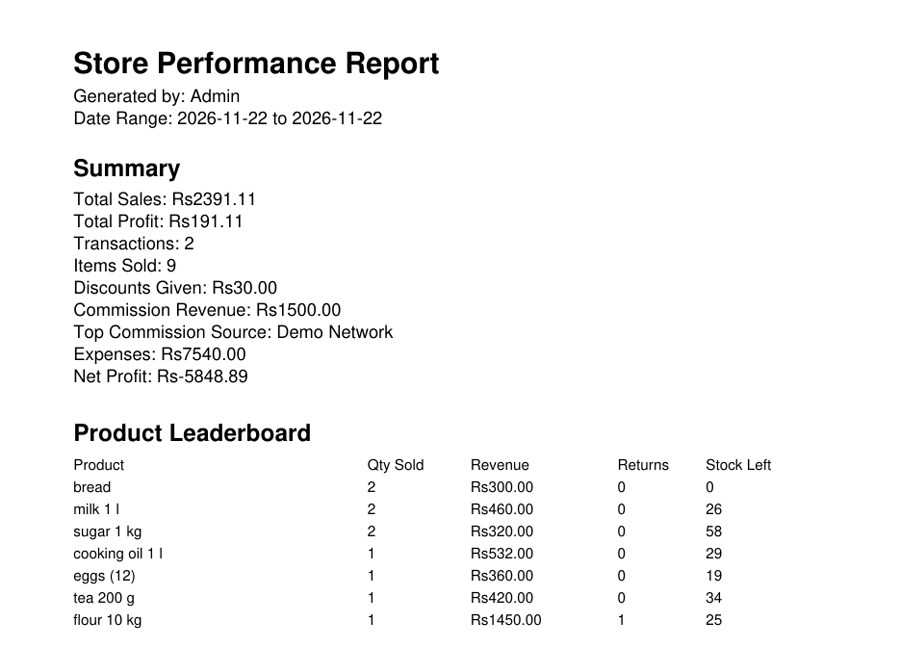 Store Performance Report
Generated by: Admin
Date Range: 2026-11-22 to 2026-11-22
Summary
Total Sales: Rs2391.11
Total Profit: Rs191.11
Transactions: 2
Items Sold: 9
Discounts Given: Rs30.00
Commission Revenue: Rs1500.00
Top Commission Source: Demo Network
Expenses: Rs7540.00
Net Profit: Rs-5848.89
Product Leaderboard
Product Qty Sold Revenue Returns Stock Left
bread 2 Rs300.00 0 0
milk 1 l 2 Rs460.00 0 26
sugar 1 kg 2 Rs320.00 0 58
cooking oil 1 l 1 Rs532.00 0 29
eggs (12) 1 Rs360.00 0 19
tea 200 g 1 Rs420.00 0 34
flour 10 kg 1 Rs1450.00 1 25